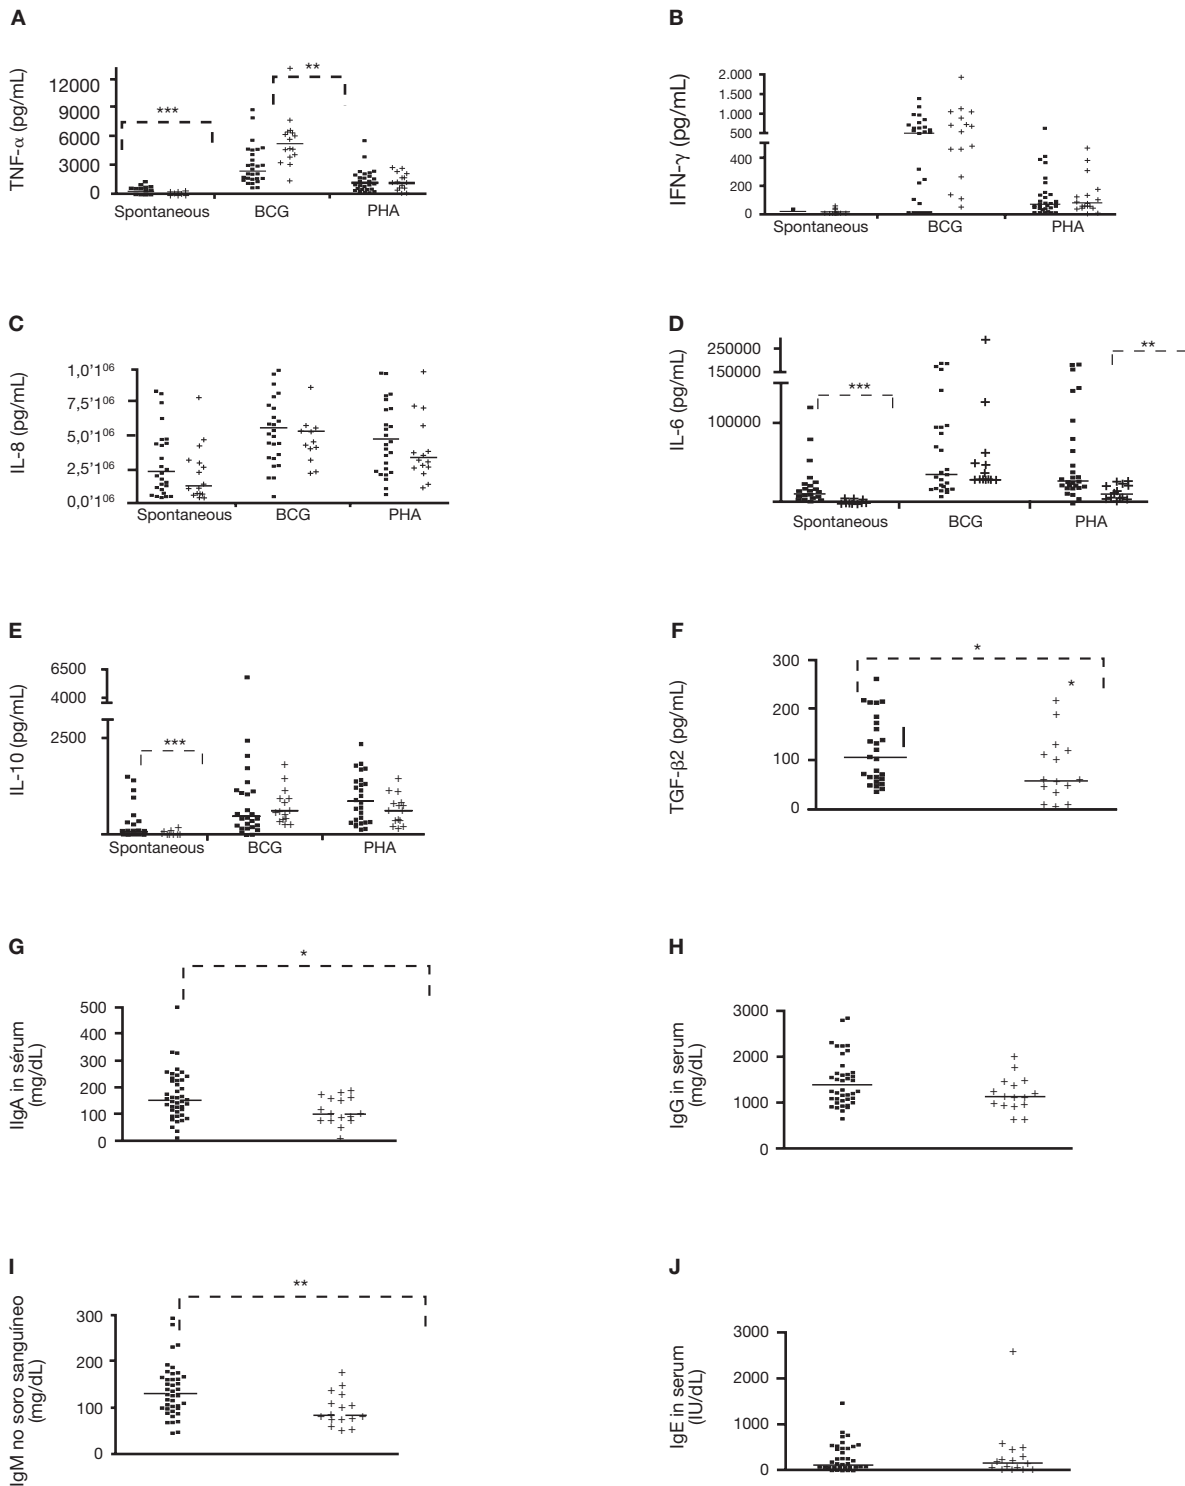 A
TNF-α (pg/mL)
12000
9000
6000
3000
0
***
**
Spontaneous BCG PHA
B
IFN-γ (pg/mL)
2.000
1.500
1.000
500
400
200
0
Spontaneous BCG PHA
C
IL-8 (pg/mL)
1,0’1⁰⁶
7,5’1⁰⁶
5,0’1⁰⁶
2,5’1⁰⁶
0,0’1⁰⁶
Spontaneous BCG PHA
D
IL-6 (pg/mL)
250000
150000
100000
***
**
Spontaneous BCG PHA
E
IL-10 (pg/mL)
6500
4000
2500
***
Spontaneous BCG PHA
F
TGF-β2 (pg/mL)
300
200
100
0
*
*
G
IIgA in sérum
(mg/dL)
500
400
300
200
100
0
*
H
IgG in serum
(mg/dL)
3000
2000
1000
0
I
IgM no soro sanguíneo
(mg/dL)
300
200
100
0
**
J
IgE in serum
(IU/dL)
3000
2000
1000
0